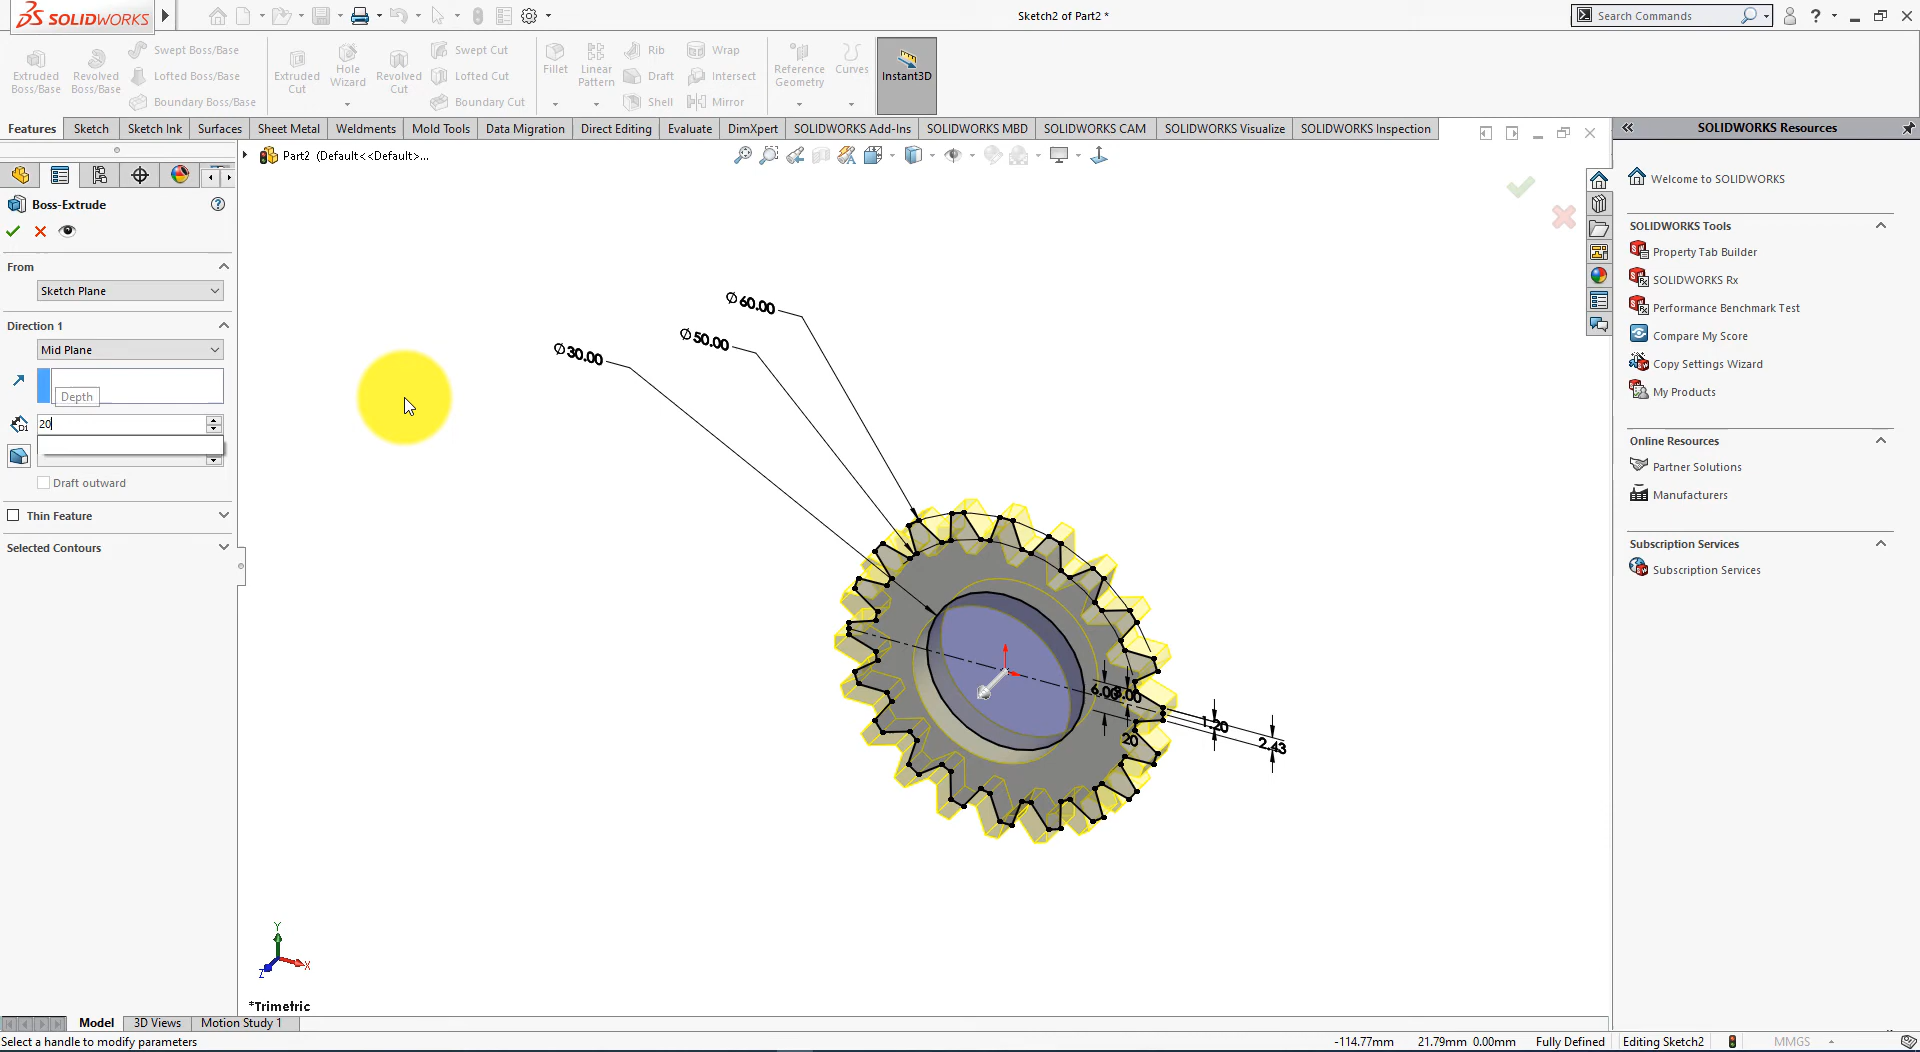 SOLIDWORKS
Sketch2 of Part2 *
Search Commands
Extruded Boss/Base
Revolved Boss/Base
Swept Boss/Base
Lofted Boss/Base
Boundary Boss/Base
Extruded Cut
Hole Wizard
Revolved Cut
Swept Cut
Lofted Cut
Boundary Cut
Fillet
Linear Pattern
Rib
Draft
Shell
Wrap
Intersect
Mirror
Reference Geometry
Curves
Instant3D
Features
Sketch
Sketch Ink
Surfaces
Sheet Metal
Weldments
Mold Tools
Data Migration
Direct Editing
Evaluate
DimXpert
SOLIDWORKS Add-Ins
SOLIDWORKS MBD
SOLIDWORKS CAM
SOLIDWORKS Visualize
SOLIDWORKS Inspection
Part2 (Default<<Default>...
Boss-Extrude
From
Sketch Plane
Direction 1
Mid Plane
Depth
D1
20
Draft outward
Thin Feature
Selected Contours
Ø60.00
Ø50.00
Ø30.00
1.20
2.43
20
Y
X
Z
*Trimetric
SOLIDWORKS Resources
Welcome to SOLIDWORKS
SOLIDWORKS Tools
Property Tab Builder
SOLIDWORKS Rx
Performance Benchmark Test
Compare My Score
Copy Settings Wizard
My Products
Online Resources
Partner Solutions
Manufacturers
Subscription Services
Subscription Services
Model
3D Views
Motion Study 1
Select a handle to modify parameters
-114.77mm
21.79mm 0.00mm
Fully Defined
Editing Sketch2
MMGS